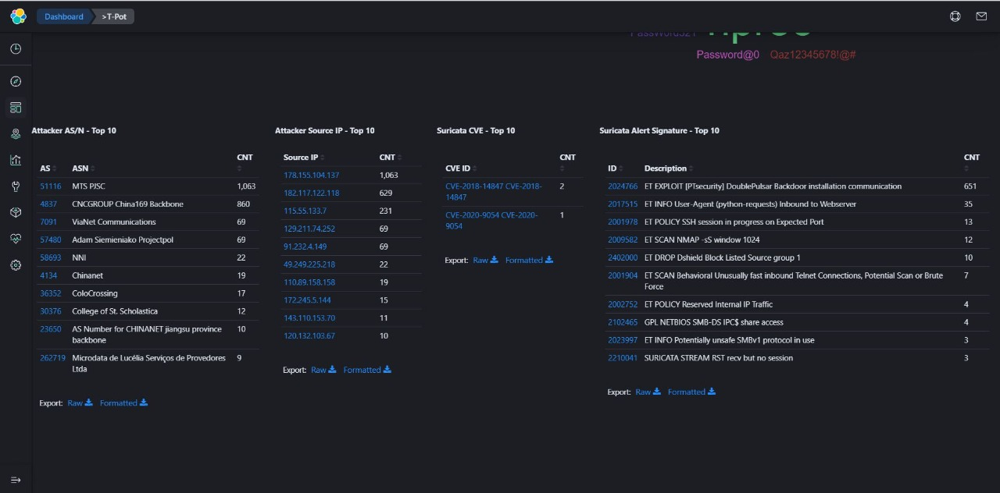 Dashboard >T-Pot
Password321
Password@0 Qaz12345678!@#
Attacker AS/N - Top 10
AS ASN CNT
51116 MTS PJSC 1,063
4837 CNCGROUP China169 Backbone 860
7091 ViaNet Communications 69
57480 Adam Siemieniako Projectpol 69
58693 NNI 22
4134 Chinanet 19
36352 ColoCrossing 17
30376 College of St. Scholastica 12
23650 AS Number for CHINANET jiangsu province 10
backbone
262719 Microdata de Lucélia Serviços de Provedores 9
Ltda
Export: Raw Formatted
Attacker Source IP - Top 10
Source IP CNT
178.155.104.137 1,063
182.117.122.118 629
115.55.133.7 231
129.211.74.252 69
91.232.4.149 69
49.249.225.218 22
110.89.158.158 19
172.245.5.144 15
143.110.153.70 11
120.132.103.67 10
Export: Raw Formatted
Suricata CVE - Top 10
CVE ID CNT
CVE-2018-14847 CVE-2018- 2
14847
CVE-2020-9054 CVE-2020- 1
9054
Export: Raw Formatted
Suricata Alert Signature - Top 10
ID Description CNT
2024766 ET EXPLOIT [PTsecurity] DoublePulsar Backdoor installation communication 651
2017515 ET INFO User-Agent (python-requests) Inbound to Webserver 35
2001978 ET POLICY SSH session in progress on Expected Port 13
2009582 ET SCAN NMAP -sS window 1024 12
2402000 ET DROP Dshield Block Listed Source group 1 10
2001904 ET SCAN Behavioral Unusually fast inbound Telnet Connections, Potential Scan or Brute 7
Force
2002752 ET POLICY Reserved Internal IP Traffic 4
2102465 GPL NETBIOS SMB-DS IPC$ share access 4
2023997 ET INFO Potentially unsafe SMBv1 protocol in use 3
2210041 SURICATA STREAM RST recv but no session 3
Export: Raw Formatted